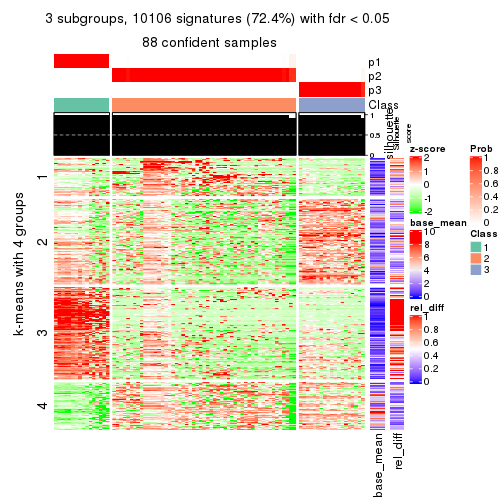 3 subgroups, 10106 signatures (72.4%) with fdr < 0.05
88 confident samples
p1
p2
p3
Class
1
0.5
0
silhouette
Silhouette
score
k-means with 4 groups
1
2
3
4
base_mean
rel_diff
z-score
2
1
0
-1
-2
base_mean
10
8
6
4
2
0
rel_diff
1
0.8
0.6
0.4
0.2
0
Prob
1
0.8
0.6
0.4
0.2
0
Class
1
2
3